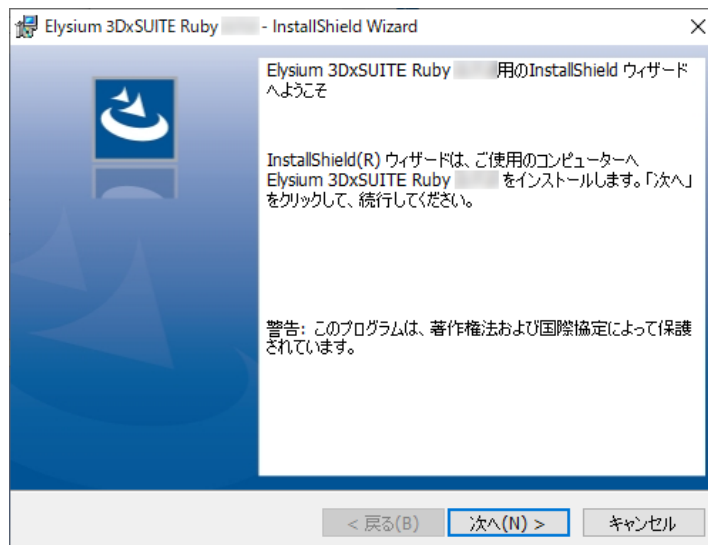 Elysium 3DxSUITE Ruby - InstallShield Wizard
Elysium 3DxSUITE Ruby 用のInstallShield ウィザード
へようこそ
InstallShield(R) ウィザードは、ご使用のコンピューターへ
Elysium 3DxSUITE Ruby をインストールします。「次へ」
をクリックして、続行してください。
警告: このプログラムは、著作権法および国際協定によって保護
されています。
< 戻る(B)
次へ(N) >
キャンセル